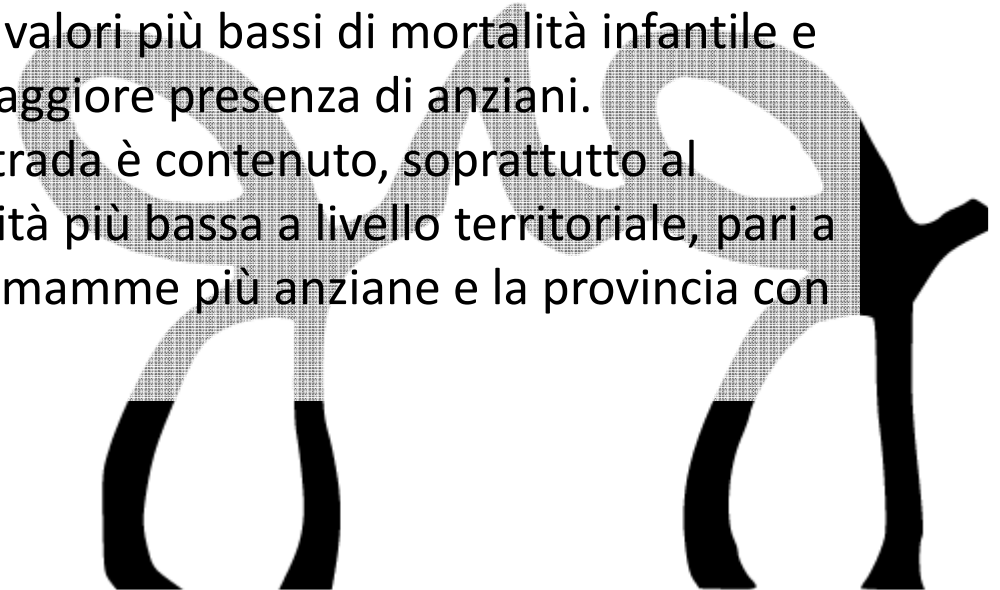 valori più bassi di mortalità infantile e
aggiore presenza di anziani.
trada è contenuto, soprattutto al
ità più bassa a livello territoriale, pari a
mamme più anziane e la provincia con